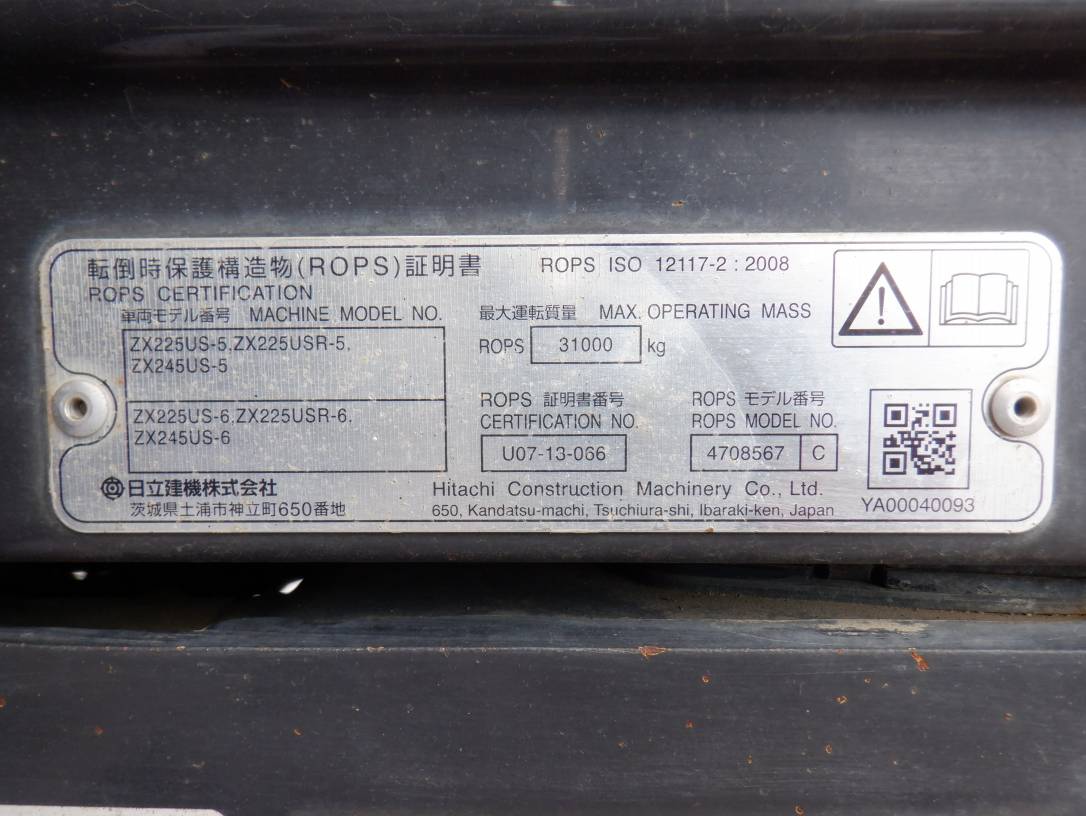 転倒時保護構造物(ROPS)証明書
ROPS CERTIFICATION
ROPS ISO 12117-2 : 2008
車両モデル番号 MACHINE MODEL NO.
ZX225US-5,ZX225USR-5,
ZX245US-5
ZX225US-6,ZX225USR-6,
ZX245US-6
最大運転質量 MAX. OPERATING MASS
ROPS 31000 kg
ROPS 証明書番号
CERTIFICATION NO.
U07-13-066
ROPS モデル番号
ROPS MODEL NO.
4708567 C
日立建機株式会社
茨城県土浦市神立町650番地
Hitachi Construction Machinery Co., Ltd.
650, Kandatsu-machi, Tsuchiura-shi, Ibaraki-ken, Japan
YA00040093